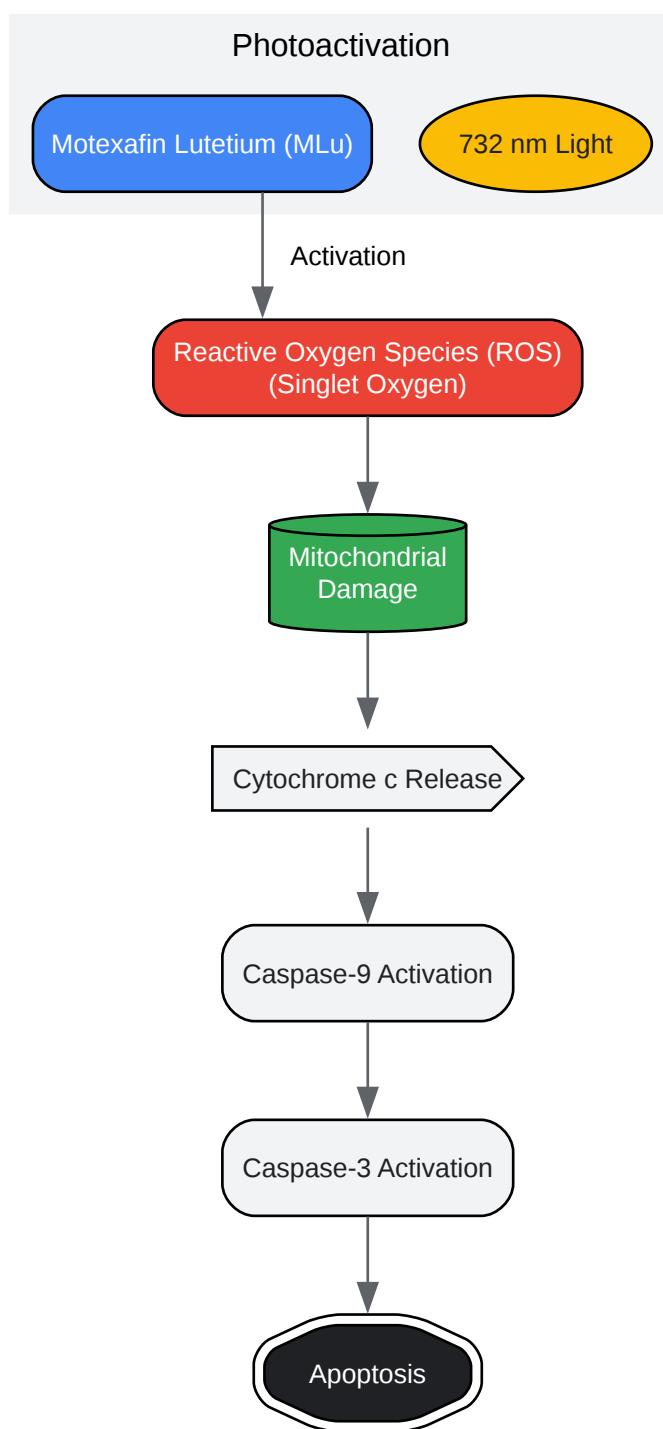 Photoactivation
Motexafin Lutetium (MLu)
732 nm Light
Activation
Reactive Oxygen Species (ROS)
(Singlet Oxygen)
Mitochondrial
Damage
Cytochrome c Release
Caspase-9 Activation
Caspase-3 Activation
Apoptosis